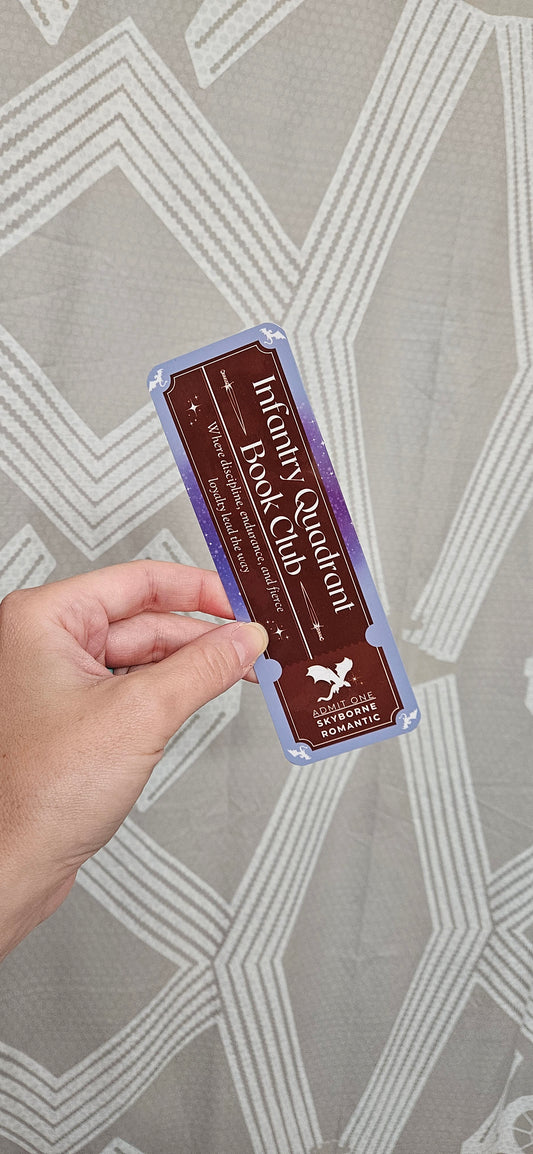 Infantry Quadrant
Book Club
Where discipline, endurance, and fierce
loyalty lead the way
ADMIT ONE
SKYBORNE
ROMANTIC